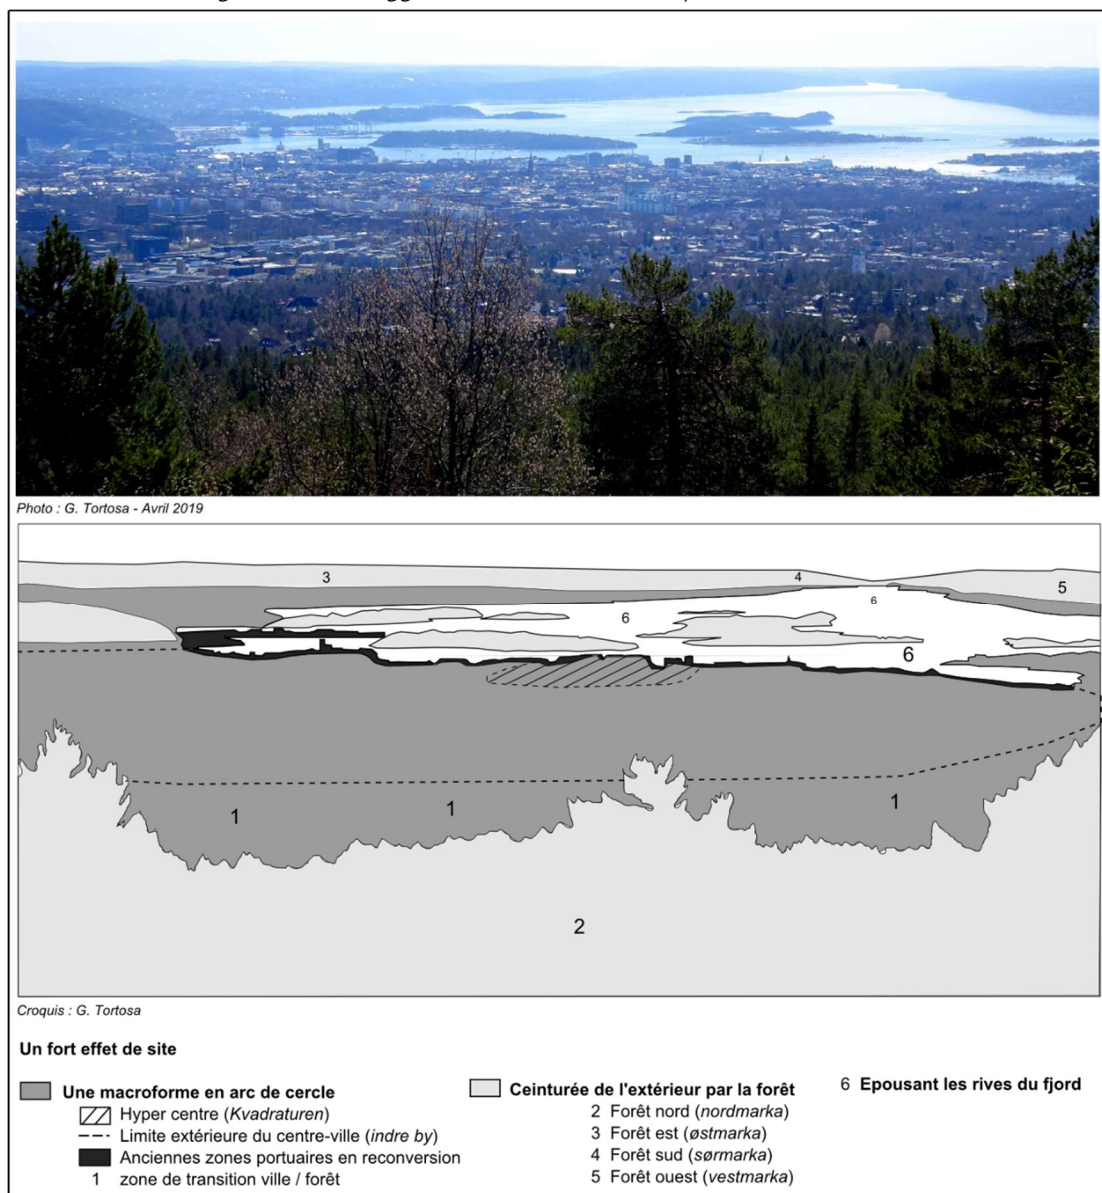 Photo : G. Tortosa - Avril 2019
3
4
5
6
6
6
1
1
1
2
Croquis : G. Tortosa
Un fort effet de site
Une macroforme en arc de cercle
Hyper centre (Kvadraturen)
Limite extérieure du centre-ville (indre by)
Anciennes zones portuaires en reconversion
1 zone de transition ville / forêt
Ceinturée de l'extérieur par la forêt
2 Forêt nord (nordmarka)
3 Forêt est (østmarka)
4 Forêt sud (sørmarka)
5 Forêt ouest (vestmarka)
6 Epousant les rives du fjord